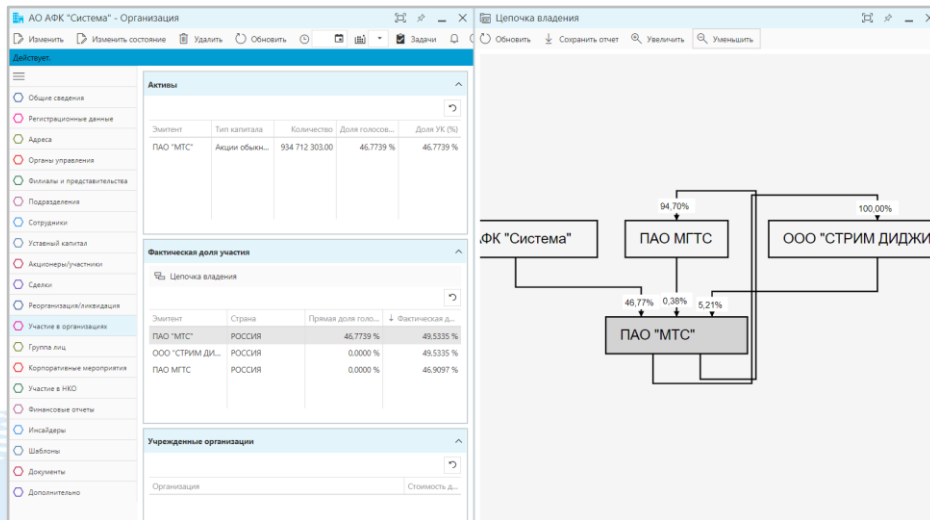 АО АФК "Система" - Организация
Изменить Изменить состояние Удалить Обновить Задачи
Действует.
Общие сведения
Регистрационные данные
Адреса
Органы управления
Филиалы и представительства
Подразделения
Сотрудники
Уставный капитал
Акционеры/участники
Сделки
Реорганизация/ликвидация
Участие в организациях
Группа лиц
Корпоративные мероприятия
Участие в НКО
Финансовые отчеты
Инсайдеры
Шаблоны
Документы
Дополнительно
Активы
Эмитент Тип капитала Количество Доля голосов... Доля УК (%)
ПАО "МТС" Акции обыкн... 934 712 303.00 46.7739 % 46.7739 %
Фактическая доля участия
Цепочка владения
Эмитент Страна Прямая доля голо... ↓ Фактическая д...
ПАО "МТС" РОССИЯ 46.7739 % 49.5335 %
ООО "СТРИМ ДИ... РОССИЯ 0.0000 % 49.5335 %
ПАО МГТС РОССИЯ 0.0000 % 46.9097 %
Учрежденные организации
Организация Стоимость д...
Цепочка владения
Обновить Сохранить отчет Увеличить Уменьшить
94,70% 100,00%
АФК "Система" ПАО МГТС ООО "СТРИМ ДИДЖИ
46,77% 0,38% 5,21%
ПАО "МТС"